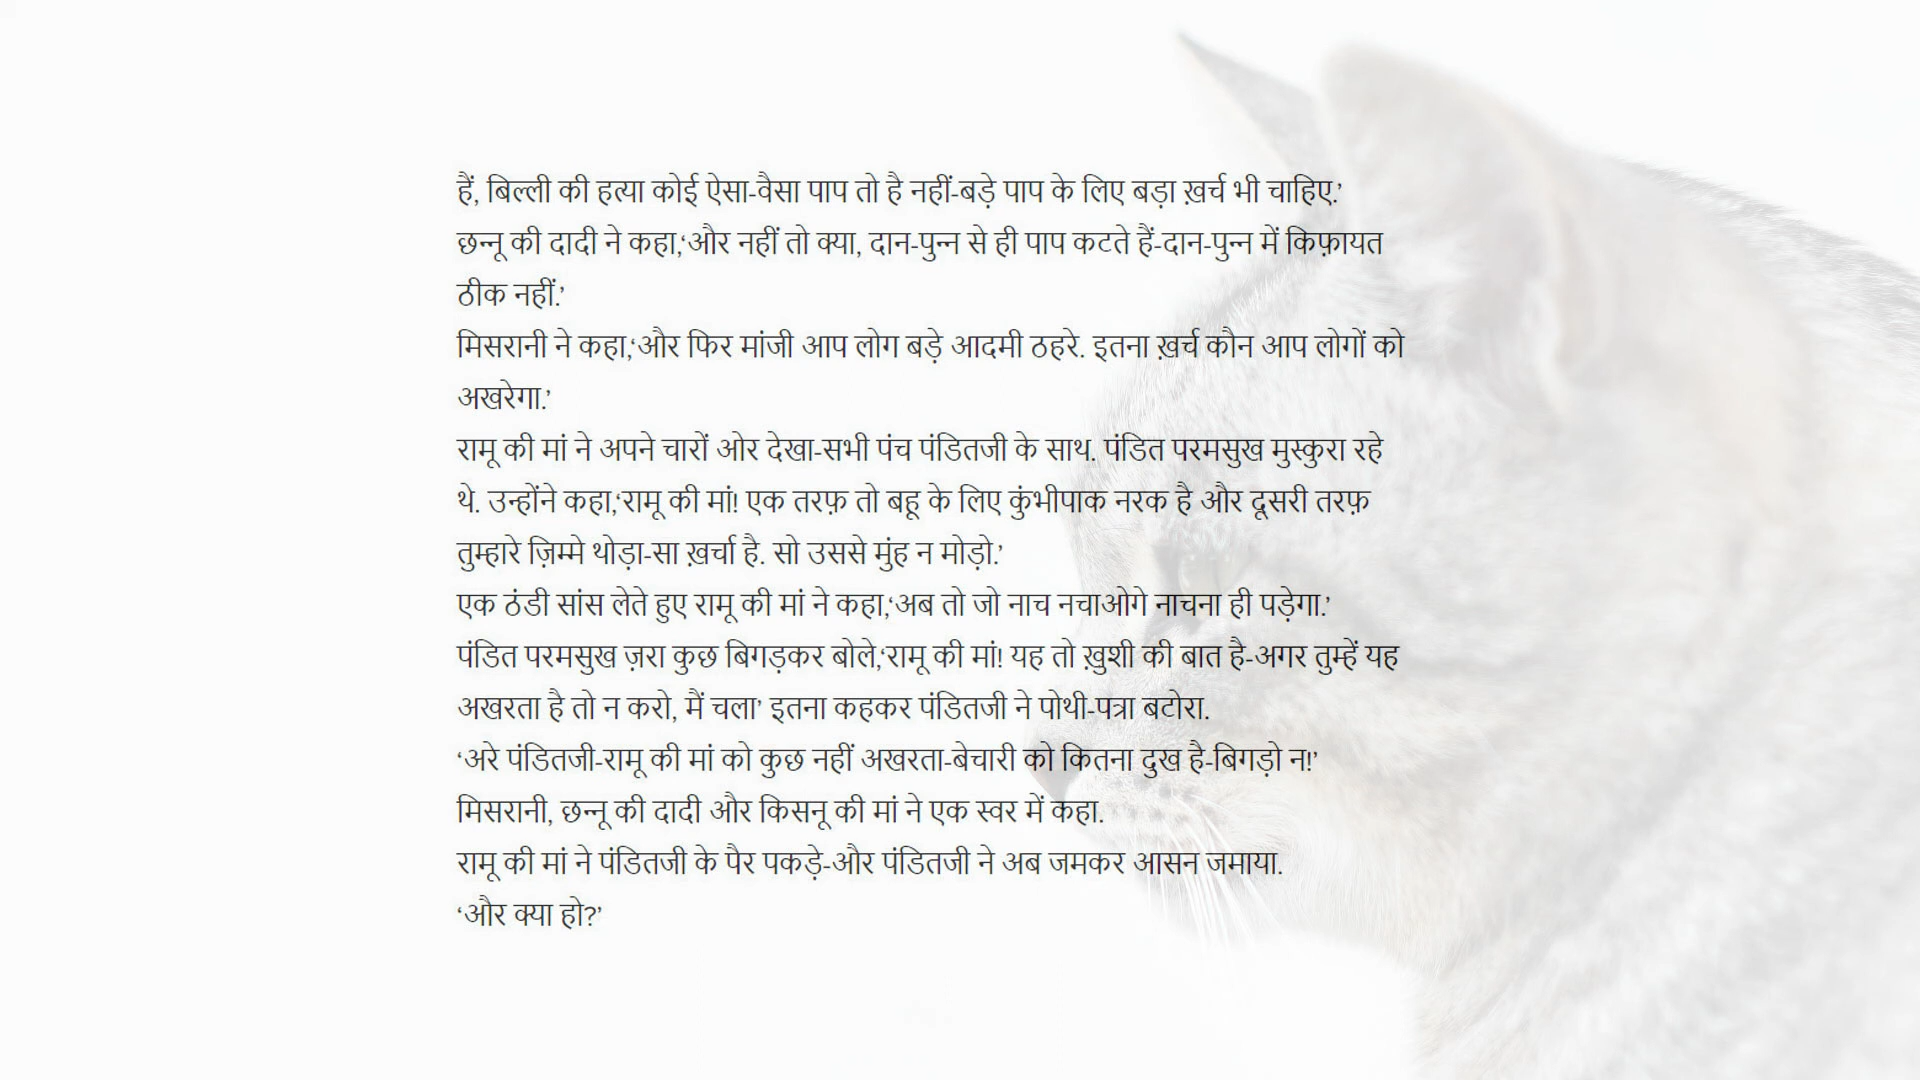 हैं, बिल्ली की हत्या कोई ऐसा-वैसा पाप तो है नहीं-बड़े पाप के लिए बड़ा ख़र्च भी चाहिए.’
छन्नू की दादी ने कहा,‘और नहीं तो क्या, दान-पुन्न से ही पाप कटते हैं-दान-पुन्न में किफ़ायत
ठीक नहीं.’
मिसरानी ने कहा,‘और फिर मांजी आप लोग बड़े आदमी ठहरे. इतना ख़र्च कौन आप लोगों को
अखरेगा.’
रामू की मां ने अपने चारों ओर देखा-सभी पंच पंडितजी के साथ. पंडित परमसुख मुस्कुरा रहे
थे. उन्होंने कहा,‘रामू की मां! एक तरफ़ तो बहू के लिए कुंभीपाक नरक है और दूसरी तरफ़
तुम्हारे ज़िम्मे थोड़ा-सा ख़र्चा है. सो उससे मुंह न मोड़ो.’
एक ठंडी सांस लेते हुए रामू की मां ने कहा,‘अब तो जो नाच नचाओगे नाचना ही पड़ेगा.’
पंडित परमसुख ज़रा कुछ बिगड़कर बोले,‘रामू की मां! यह तो ख़ुशी की बात है-अगर तुम्हें यह
अखरता है तो न करो, मैं चला’ इतना कहकर पंडितजी ने पोथी-पत्रा बटोरा.
‘अरे पंडितजी-रामू की मां को कुछ नहीं अखरता-बेचारी को कितना दुख है-बिगड़ो न!’
मिसरानी, छन्नू की दादी और किसनू की मां ने एक स्वर में कहा.
रामू की मां ने पंडितजी के पैर पकड़े-और पंडितजी ने अब जमकर आसन जमाया.
‘और क्या हो?’